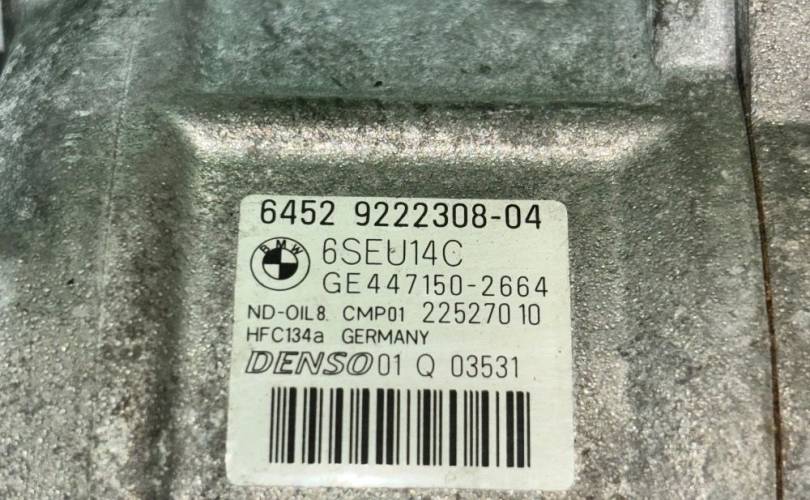 6452 9222308-04
BMW 6SEU14C
GE447150-2664
ND-OIL8 CMP01 22527010
HFC134a GERMANY
DENSO 01 Q 03531